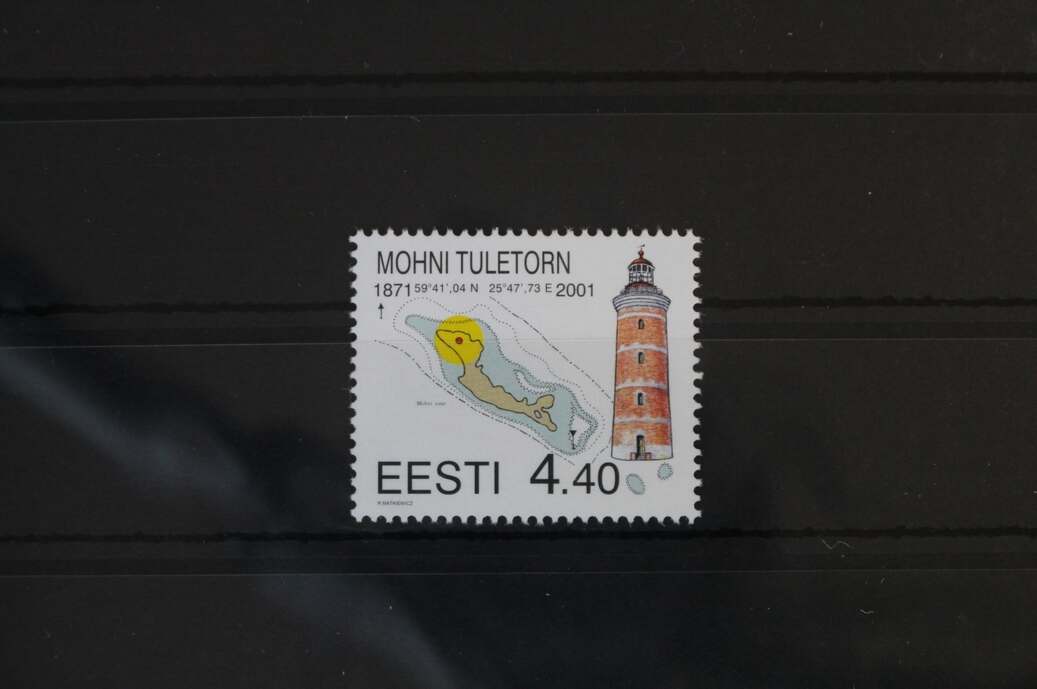 MOHNI TULETORN
1871 59°41',04 N 25°47',73 E 2001
EESTI 4.40